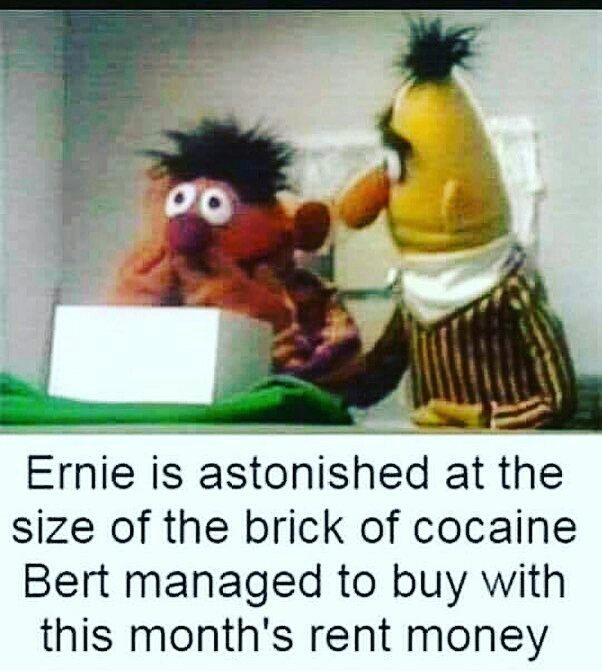 Ernie is astonished at the
size of the brick of cocaine
Bert managed to buy with
this month's rent money